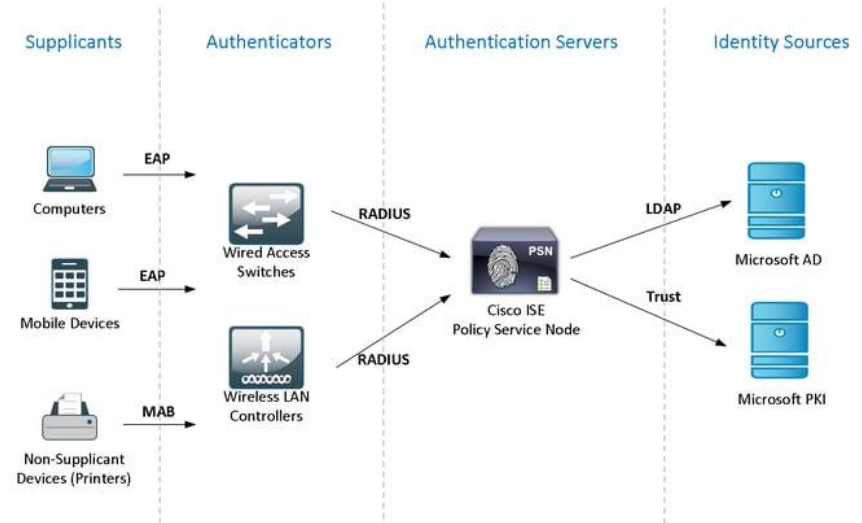 Supplicants
Authenticators
Authentication Servers
Identity Sources
EAP
Computers
EAP
Mobile Devices
MAB
Non-Supplicant
Devices (Printers)
Wired Access
Switches
Wireless LAN
Controllers
RADIUS
RADIUS
PSN
Cisco ISE
Policy Service Node
LDAP
Trust
Microsoft AD
Microsoft PKI